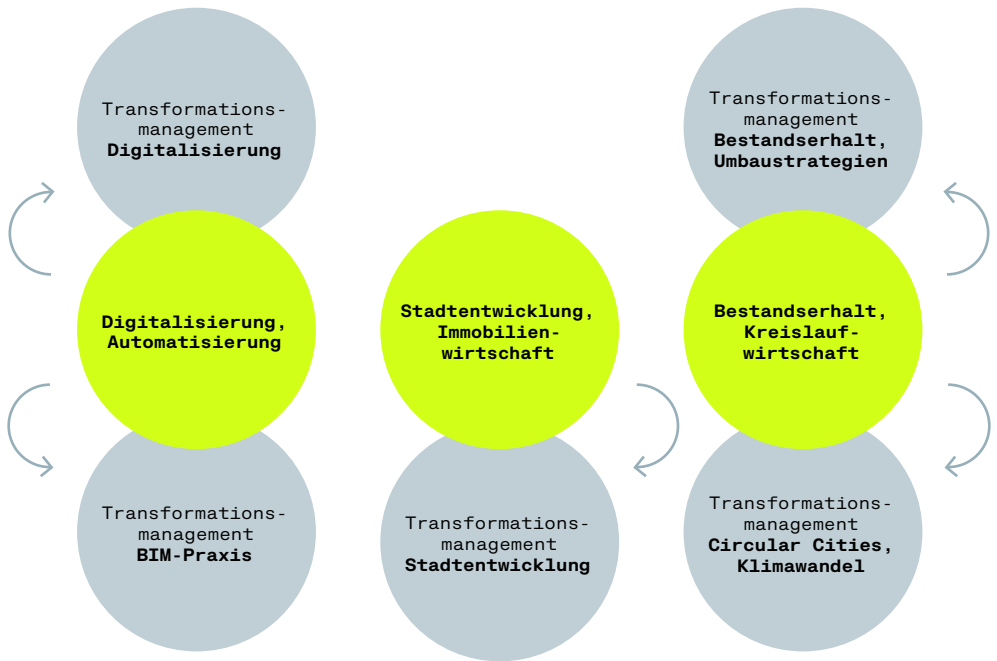 Transformations-
management
Digitalisierung
Transformations-
management
Bestandserhalt,
Umbaustrategien
Digitalisierung,
Automatisierung
Stadtentwicklung,
Immobilien-
wirtschaft
Bestandserhalt,
Kreislauf-
wirtschaft
Transformations-
management
BIM-Praxis
Transformations-
management
Stadtentwicklung
Transformations-
management
Circular Cities,
Klimawandel